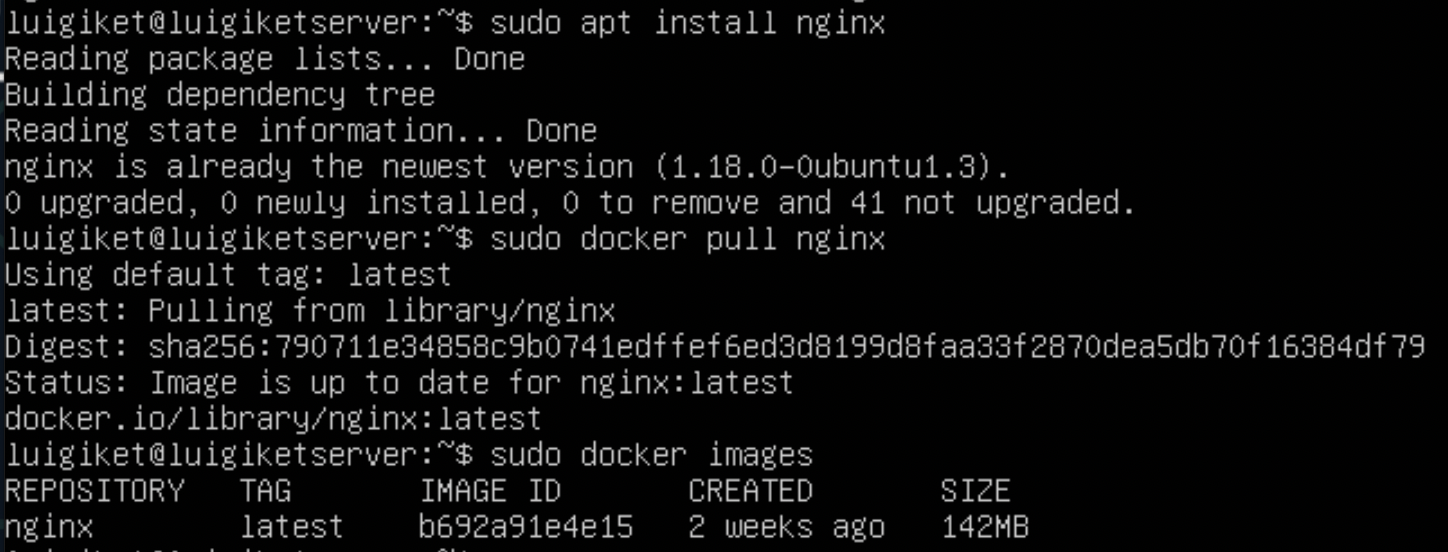 luigiket@luigiketserver:~$ sudo apt install nginx
Reading package lists... Done
Building dependency tree
Reading state information... Done
nginx is already the newest version (1.18.0-0ubuntu1.3).
0 upgraded, 0 newly installed, 0 to remove and 41 not upgraded.
luigiket@luigiketserver:~$ sudo docker pull nginx
Using default tag: latest
latest: Pulling from library/nginx
Digest: sha256:790711e34858c9b0741edffef6ed3d8199d8faa33f2870dea5db70f16384df79
Status: Image is up to date for nginx:latest
docker.io/library/nginx:latest
luigiket@luigiketserver:~$ sudo docker images
REPOSITORY   TAG       IMAGE ID       CREATED       SIZE
nginx        latest    b692a91e4e15   2 weeks ago   142MB